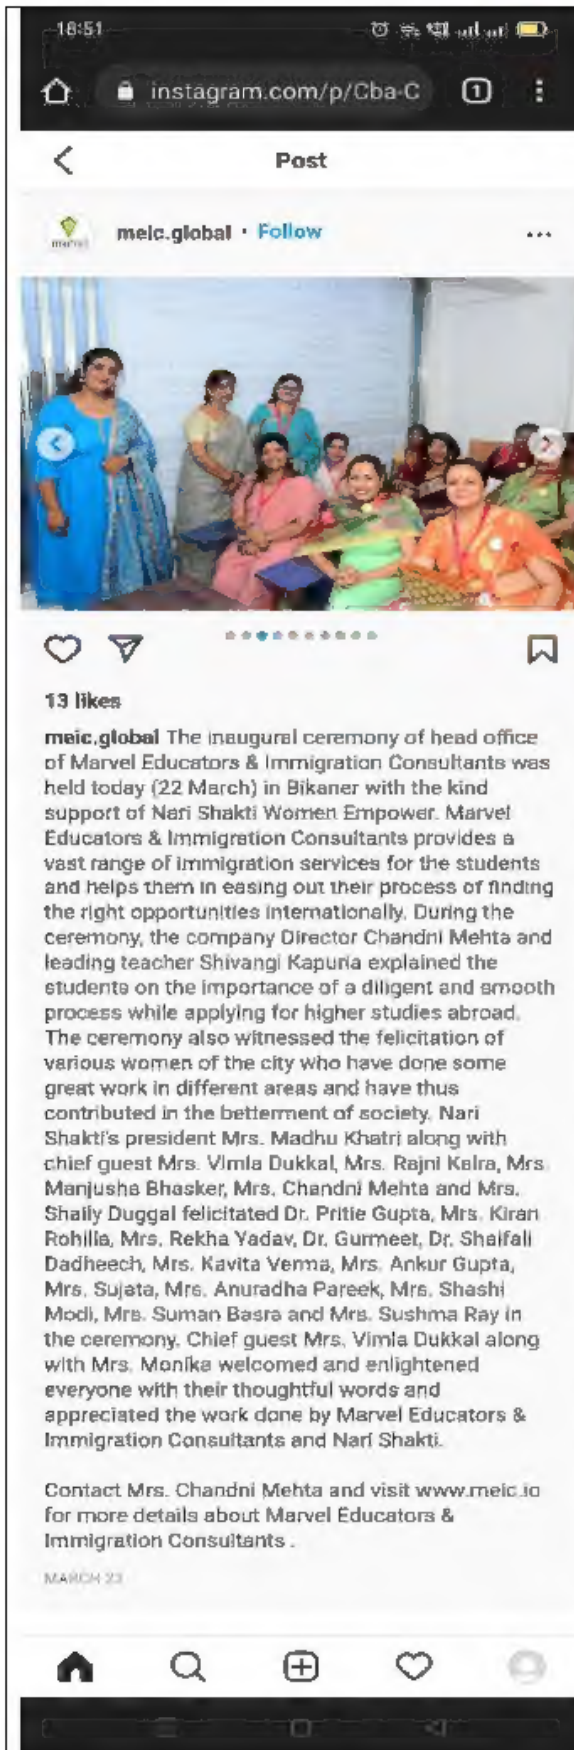 18:51
instagram.com/p/Cba-C
1
Post
meic.global • Follow
13 likes
meic.global The inaugural ceremony of head office
of Marvel Educators & Immigration Consultants was
held today (22 March) in Bikaner with the kind
support of Nari Shakti Women Empower. Marvel
Educators & Immigration Consultants provides a
vast range of immigration services for the students
and helps them in easing out their process of finding
the right opportunities internationally. During the
ceremony, the company Director Chandni Mehta and
leading teacher Shivangi Kapuria explained the
students on the importance of a diligent and smooth
process while applying for higher studies abroad.
The ceremony also witnessed the felicitation of
various women of the city who have done some
great work in different areas and have thus
contributed in the betterment of society. Nari
Shakti's president Mrs. Madhu Khatri along with
chief guest Mrs. Vimla Dukkal, Mrs. Rajni Kalra, Mrs
Manjusha Bhasker, Mrs. Chandni Mehta and Mrs.
Shaily Duggal felicitated Dr. Pritie Gupta, Mrs. Kiran
Rohilla, Mrs. Rekha Yadav, Dr. Gurmeet, Dr. Shaifali
Dadheech, Mrs. Kavita Verma, Mrs. Ankur Gupta,
Mrs. Sujata, Mrs. Anuradha Pareek, Mrs. Shashi
Modi, Mrs. Suman Basra and Mrs. Sushma Ray in
the ceremony. Chief guest Mrs. Vimla Dukkal along
with Mrs. Monika welcomed and enlightened
everyone with their thoughtful words and
appreciated the work done by Marvel Educators &
Immigration Consultants and Nari Shakti.
Contact Mrs. Chandni Mehta and visit www.meic.io
for more details about Marvel Educators &
Immigration Consultants .
MARCH 23